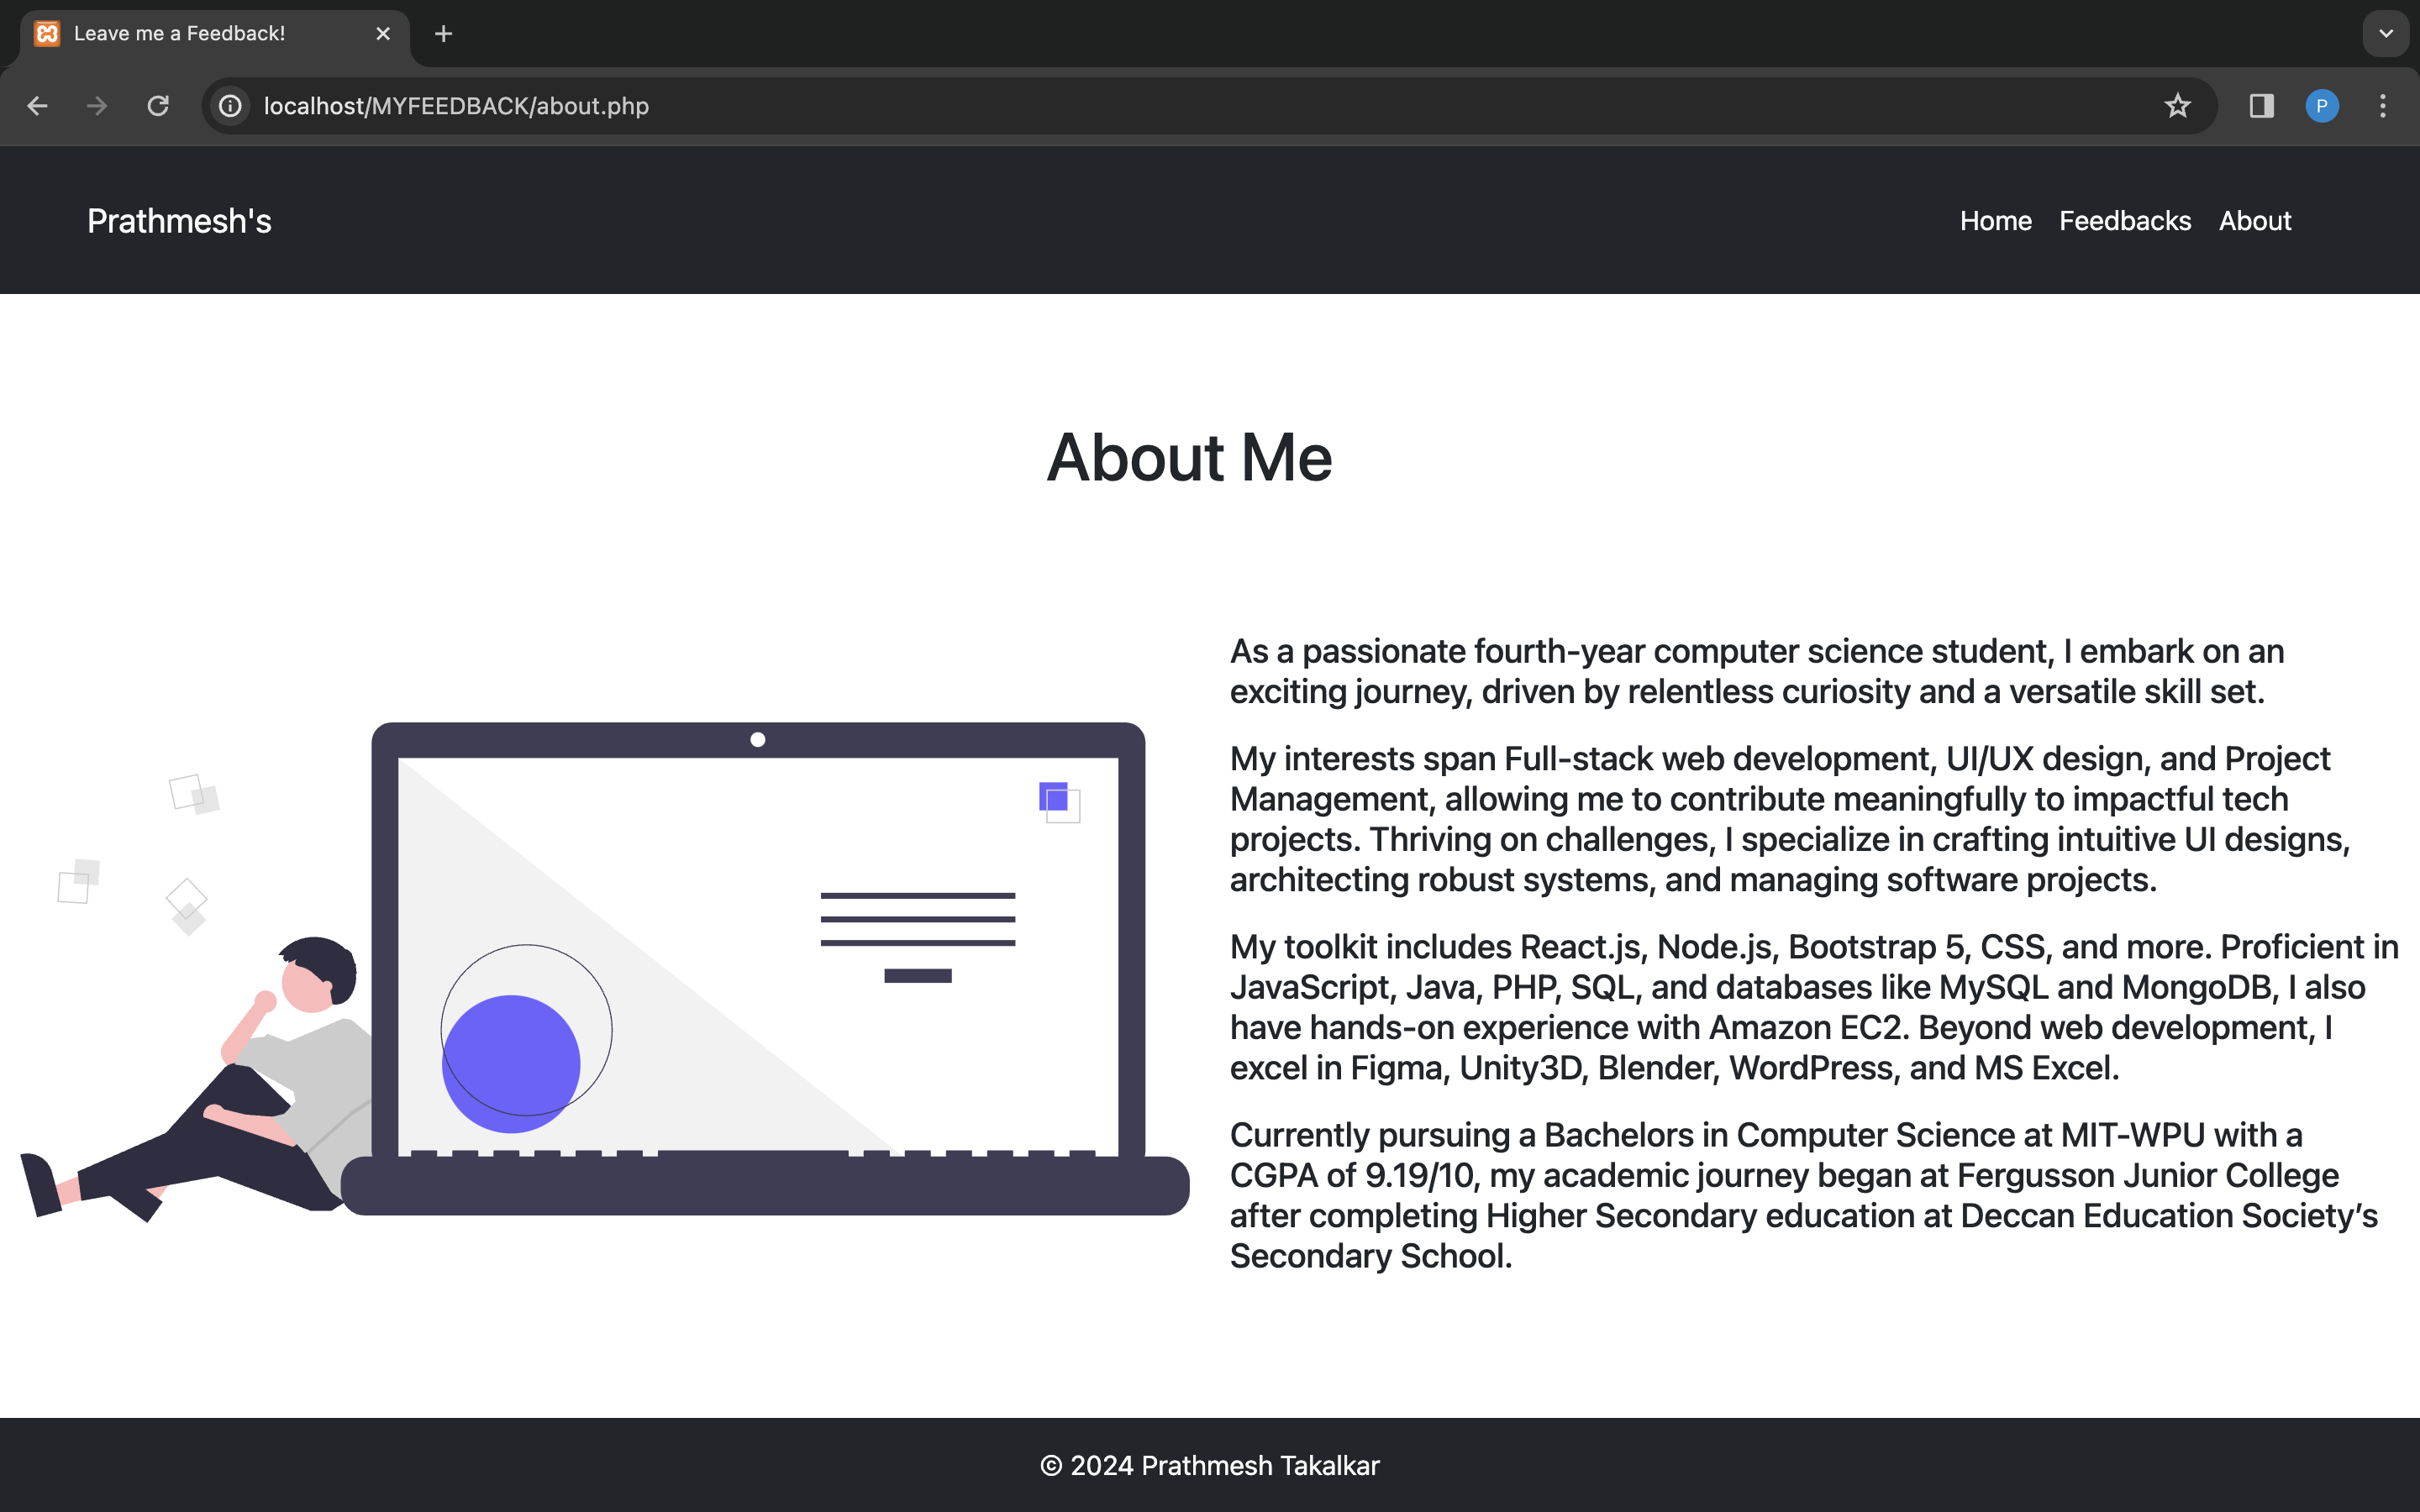 Leave me a Feedback!
localhost/MYFEEDBACK/about.php
P
Prathmesh's
Home Feedbacks About
About Me
As a passionate fourth-year computer science student, I embark on an
exciting journey, driven by relentless curiosity and a versatile skill set.
My interests span Full-stack web development, UI/UX design, and Project
Management, allowing me to contribute meaningfully to impactful tech
projects. Thriving on challenges, I specialize in crafting intuitive UI designs,
architecting robust systems, and managing software projects.
My toolkit includes React.js, Node.js, Bootstrap 5, CSS, and more. Proficient in
JavaScript, Java, PHP, SQL, and databases like MySQL and MongoDB, I also
have hands-on experience with Amazon EC2. Beyond web development, I
excel in Figma, Unity3D, Blender, WordPress, and MS Excel.
Currently pursuing a Bachelors in Computer Science at MIT-WPU with a
CGPA of 9.19/10, my academic journey began at Fergusson Junior College
after completing Higher Secondary education at Deccan Education Society’s
Secondary School.
© 2024 Prathmesh Takalkar